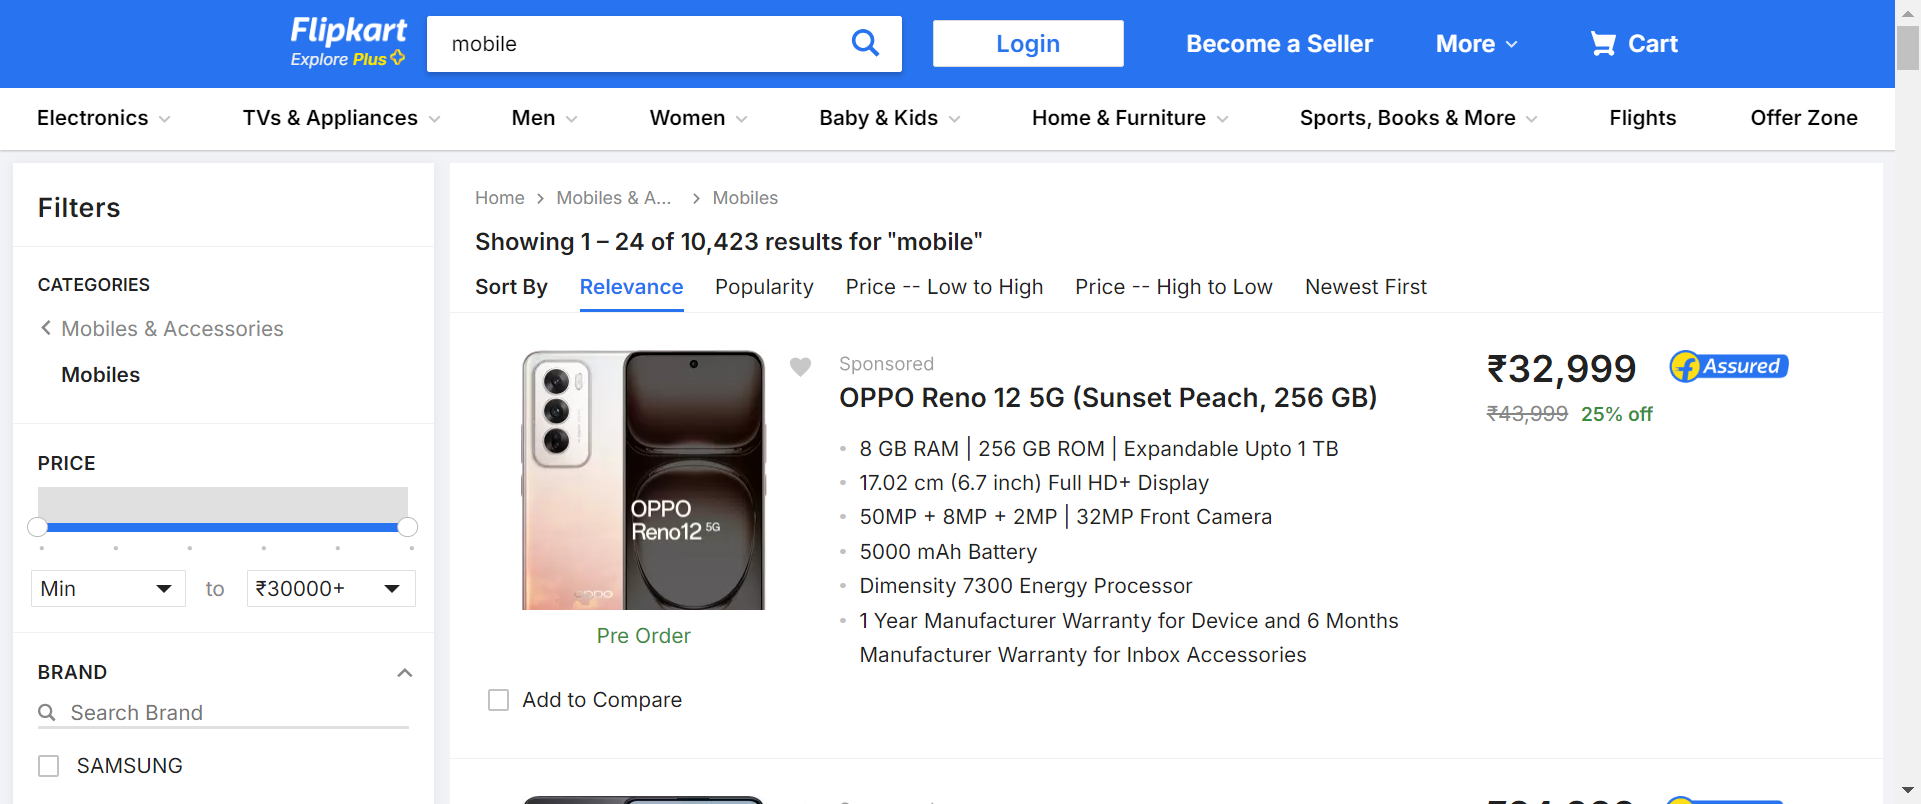 Flipkart
Explore Plus
mobile
Login
Become a Seller
More
Cart
Electronics
TVs & Appliances
Men
Women
Baby & Kids
Home & Furniture
Sports, Books & More
Flights
Offer Zone
Filters
CATEGORIES
Mobiles & Accessories
Mobiles
PRICE
Min
to
₹30000+
BRAND
Search Brand
SAMSUNG
Home
Mobiles & A...
Mobiles
Showing 1 – 24 of 10,423 results for "mobile"
Sort By
Relevance
Popularity
Price -- Low to High
Price -- High to Low
Newest First
OPPO
Reno12 5G
oppo
Pre Order
Add to Compare
Sponsored
OPPO Reno 12 5G (Sunset Peach, 256 GB)
8 GB RAM | 256 GB ROM | Expandable Upto 1 TB
17.02 cm (6.7 inch) Full HD+ Display
50MP + 8MP + 2MP | 32MP Front Camera
5000 mAh Battery
Dimensity 7300 Energy Processor
1 Year Manufacturer Warranty for Device and 6 Months
Manufacturer Warranty for Inbox Accessories
₹32,999
Assured
₹43,999 25% off